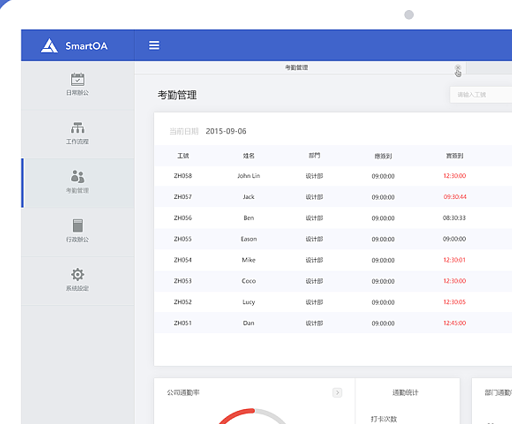 SmartOA
考勤管理
日常辦公
工作流程
考勤管理
行政辦公
系統設定
考勤管理
請輸入工號
当前日期 2015-09-06
工號 姓名 部門 應簽到 實簽到
ZH058 John Lin 设计部 09:00:00 12:30:00
ZH057 Jack 设计部 09:00:00 09:30:44
ZH056 Ben 设计部 09:00:00 08:30:33
ZH055 Eason 设计部 09:00:00 09:00:00
ZH054 Mike 设计部 09:00:00 12:30:01
ZH053 Coco 设计部 09:00:00 12:30:00
ZH052 Lucy 设计部 09:00:00 12:30:05
ZH051 Dan 设计部 09:00:00 12:45:00
公司通勤率
通勤统计
打卡次数
部门通勤